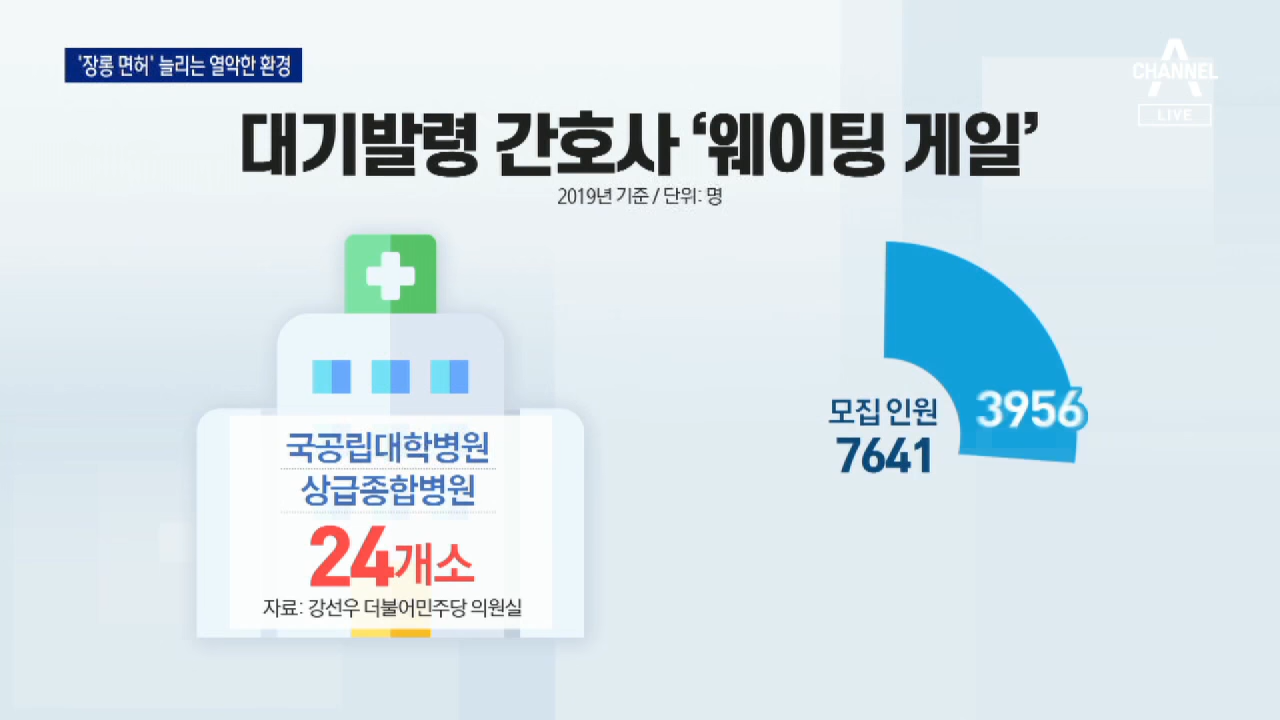 '장롱 면허' 늘리는 열악한 환경
CHANNEL A
LIVE
대기발령 간호사 ‘웨이팅 게일’
2019년 기준 / 단위: 명
국공립대학병원
상급종합병원
24개소
자료: 강선우 더불어민주당 의원실
모집 인원
7641
3956